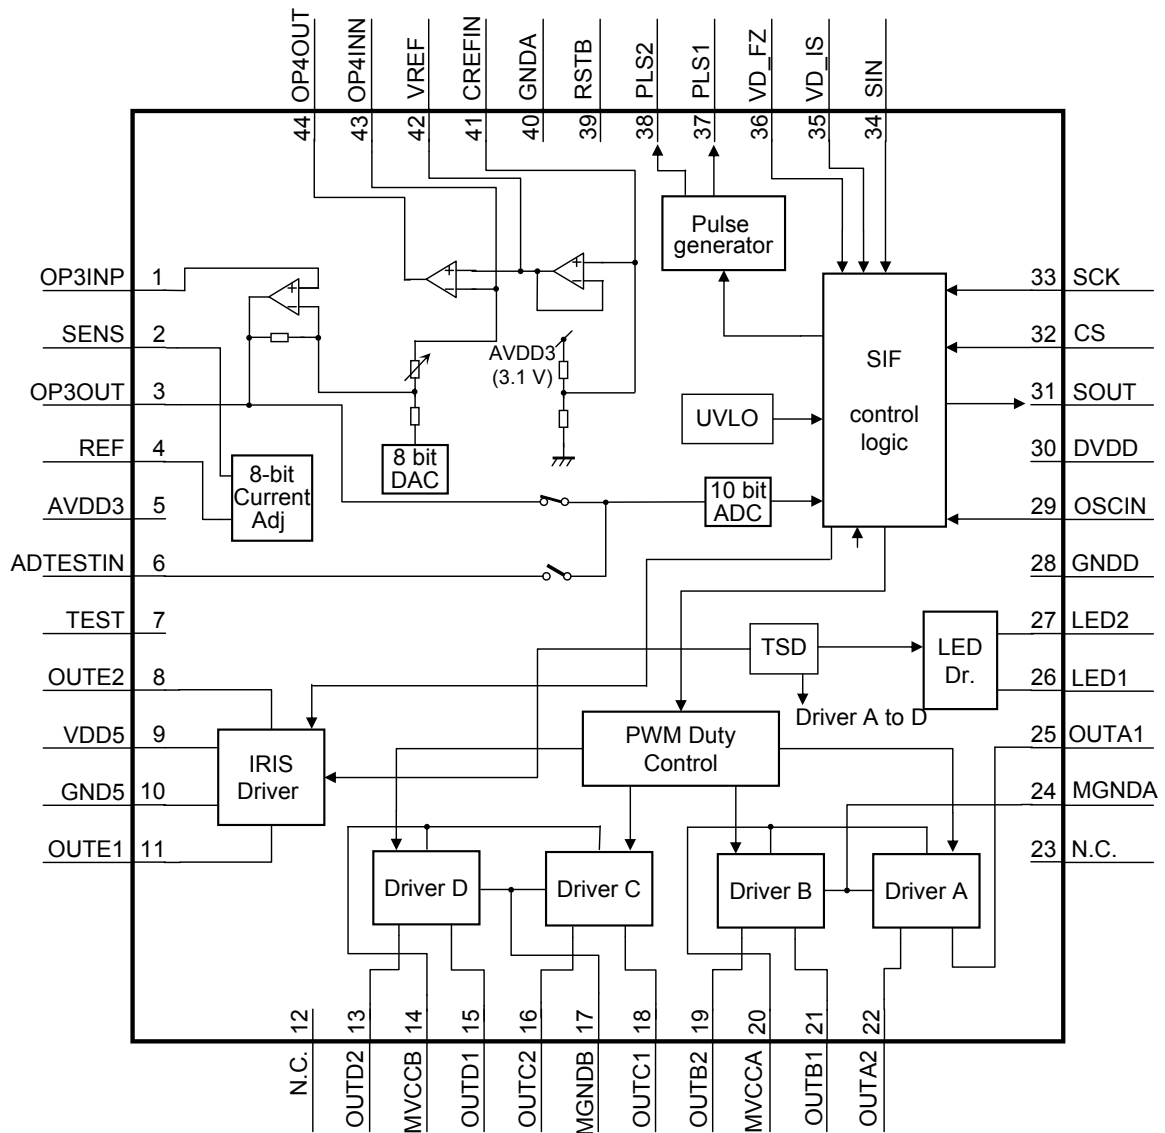 OP4OUT
OP4INN
VREF
CREFIN
GNDA
RSTB
PLS2
PLS1
VD_FZ
VD_IS
SIN
44
43
42
41
40
39
38
37
36
35
34
OP3INP 1
SENS 2
OP3OUT 3
REF 4
AVDD3 5
ADTESTIN 6
TEST 7
OUTE2 8
VDD5 9
GND5 10
OUTE1 11
Pulse
generator
+
-
+
-
+
-
AVDD3
(3.1 V)
8 bit
DAC
8-bit
Current
Adj
UVLO
10 bit
ADC
SIF
control
logic
TSD
LED
Dr.
Driver A to D
PWM Duty
Control
IRIS
Driver
Driver D
Driver C
Driver B
Driver A
33 SCK
32 CS
31 SOUT
30 DVDD
29 OSCIN
28 GNDD
27 LED2
26 LED1
25 OUTA1
24 MGNDA
23 N.C.
12
13
14
15
16
17
18
19
20
21
22
N.C.
OUTD2
MVCCB
OUTD1
OUTC2
MGNDB
OUTC1
OUTB2
MVCCA
OUTB1
OUTA2